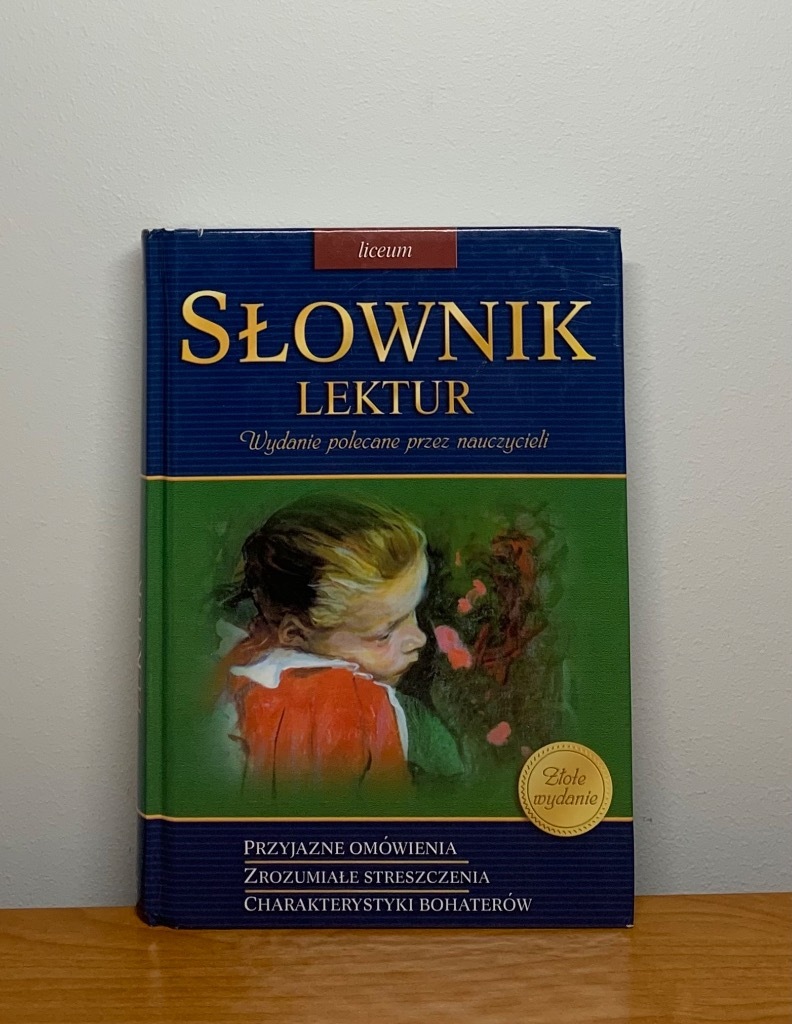 liceum
SŁOWNIK
LEKTUR
Wydanie polecane przez nauczycieli
Złote
wydanie
PRZYJAZNE OMÓWIENIA
ZROZUMIAŁE STRESZCZENIA
CHARAKTERYSTYKI BOHATERÓW